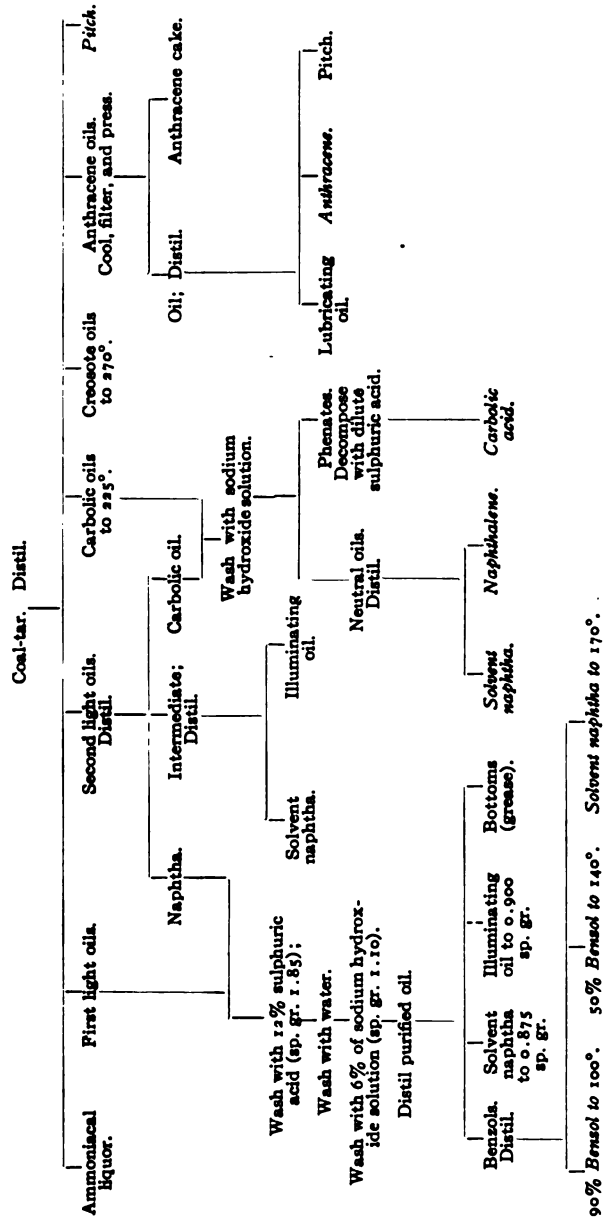 Coal-tar. Distil.
Ammoniacal
liquor.
First light oils.
Second light oils.
Distil.
Carbolic oils
to 225°.
Creosote oils
to 270°.
Anthracene oils.
Cool, filter, and press.
Pitch.
Naphtha.
Intermediate;
Distil.
Carbolic oil.
Oil; Distil.
Anthracene cake.
Wash with sodium
hydroxide solution.
Wash with 12% sulphuric
acid (sp. gr. 1.85);
Wash with water.
Wash with 6% of sodium hydrox-
ide solution (sp. gr. 1.10).
Distil purified oil.
Solvent
naphtha.
Illuminating
oil.
Neutral oils.
Distil.
Phenates.
Decompose
with dilute
sulphuric acid.
Lubricating
oil.
Anthracene.
Pitch.
Benzols.
Distil.
Solvent
naphtha
to 0.875
sp. gr.
Illuminating
oil to 0.900
sp. gr.
Bottoms
(grease).
Solvent
naphtha.
Naphthalene.
Carbolic
acid.
90% Bensol to 100°.
50% Bensol to 140°.
Solvent naphtha to 170°.